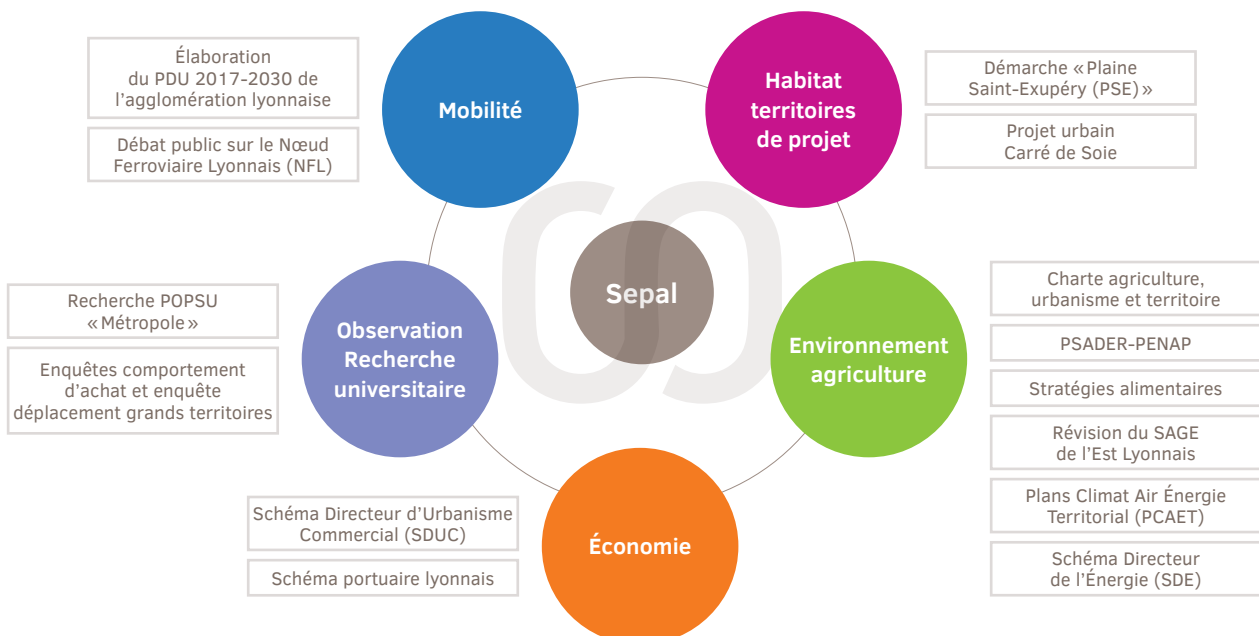 Élaboration
du PDU 2017-2030 de
l’agglomération lyonnaise
Débat public sur le Nœud
Ferroviaire Lyonnais (NFL)
Mobilité
Habitat
territoires
de projet
Démarche « Plaine
Saint-Exupéry (PSE) »
Projet urbain
Carré de Soie
Sepal
Recherche POPSU
« Métropole »
Enquêtes comportement
d’achat et enquête
déplacement grands territoires
Observation
Recherche
universitaire
Environnement
agriculture
Charte agriculture,
urbanisme et territoire
PSADER-PENAP
Stratégies alimentaires
Révision du SAGE
de l’Est Lyonnais
Plans Climat Air Énergie
Territorial (PCAET)
Schéma Directeur
de l’Énergie (SDE)
Schéma Directeur d’Urbanisme
Commercial (SDUC)
Schéma portuaire lyonnais
Économie